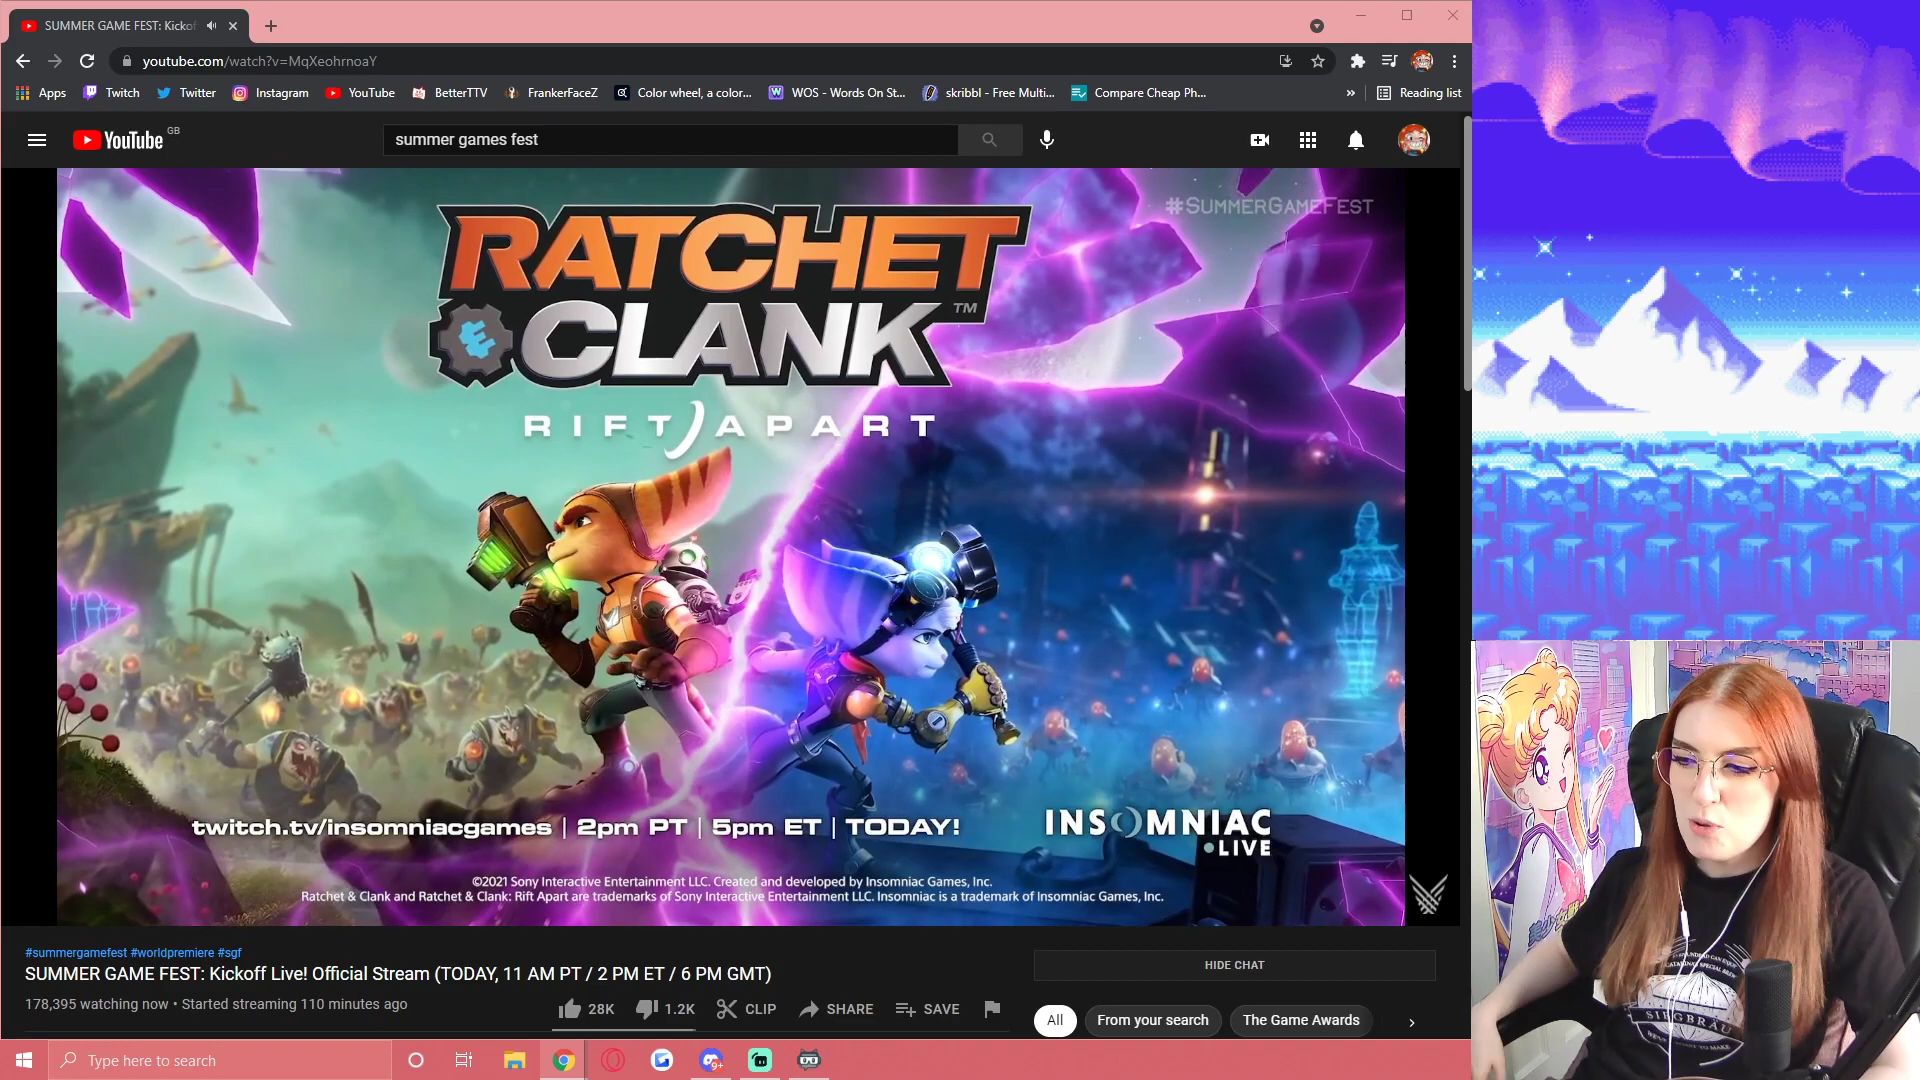 SUMMER GAME FEST: Kickof
youtube.com/watch?v=MqXeohrnoaY
Apps
Twitch
Twitter
Instagram
YouTube
BetterTTV
FrankerFaceZ
Color wheel, a color...
WOS - Words On St...
skribbl - Free Multi...
Compare Cheap Ph...
»
Reading list
YouTube GB
summer games fest
#SUMMERGAMEFEST
RATCHET
CLANK™
RIFT APART
twitch.tv/insomniacgames | 2pm PT | 5pm ET | TODAY!
INSOMNIAC
LIVE
©2021 Sony Interactive Entertainment LLC. Created and developed by Insomniac Games, Inc.
Ratchet & Clank and Ratchet & Clank: Rift Apart are trademarks of Sony Interactive Entertainment LLC. Insomniac is a trademark of Insomniac Games, Inc.
#summergamefest #worldpremiere #sgf
SUMMER GAME FEST: Kickoff Live! Official Stream (TODAY, 11 AM PT / 2 PM ET / 6 PM GMT)
178,395 watching now • Started streaming 110 minutes ago
28K
1.2K
CLIP
SHARE
SAVE
HIDE CHAT
All
From your search
The Game Awards
SIEGBRÄU
Type here to search
9+